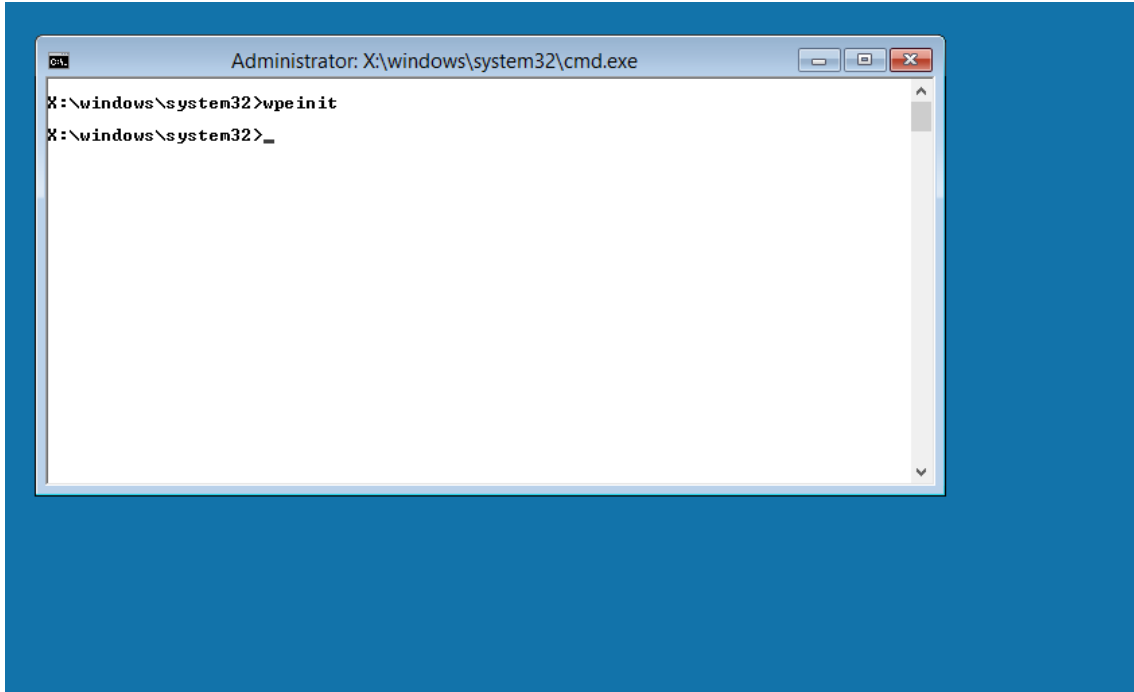 Administrator: X:\windows\system32\cmd.exe
X:\windows\system32>wpeinit
X:\windows\system32>_